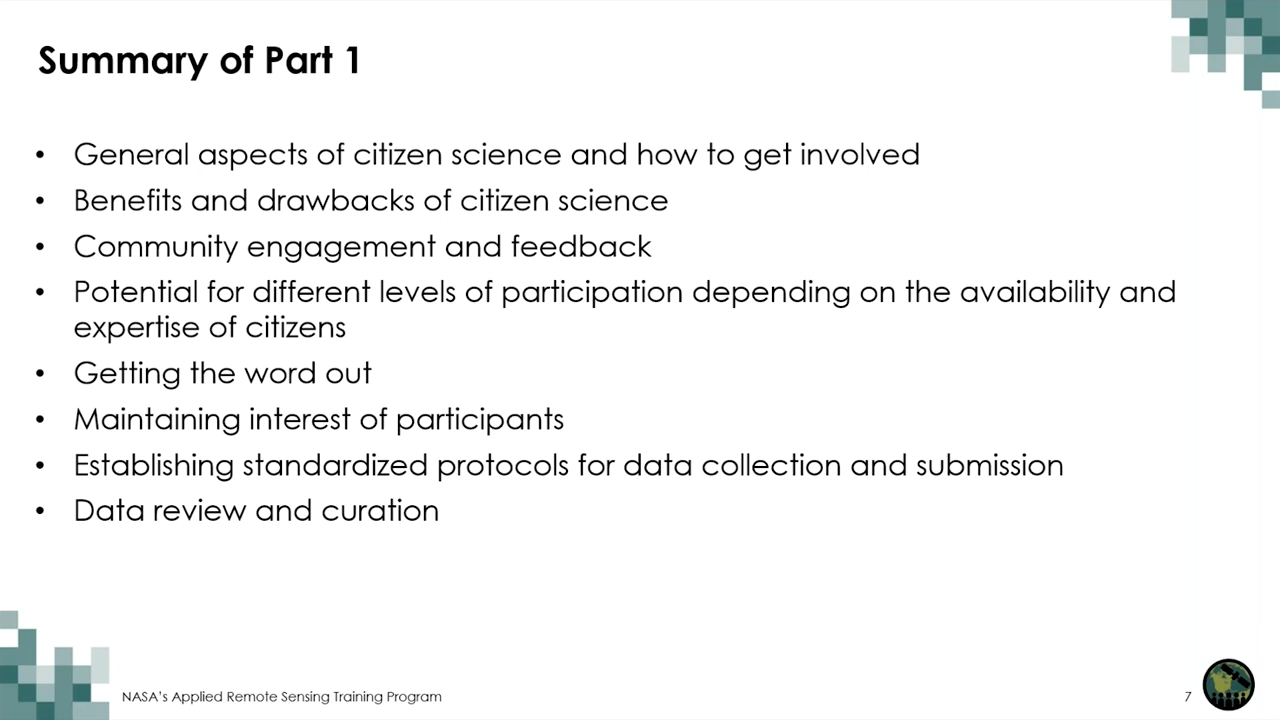 Summary of Part 1
• General aspects of citizen science and how to get involved
• Benefits and drawbacks of citizen science
• Community engagement and feedback
• Potential for different levels of participation depending on the availability and
expertise of citizens
• Getting the word out
• Maintaining interest of participants
• Establishing standardized protocols for data collection and submission
• Data review and curation
NASA's Applied Remote Sensing Training Program
7